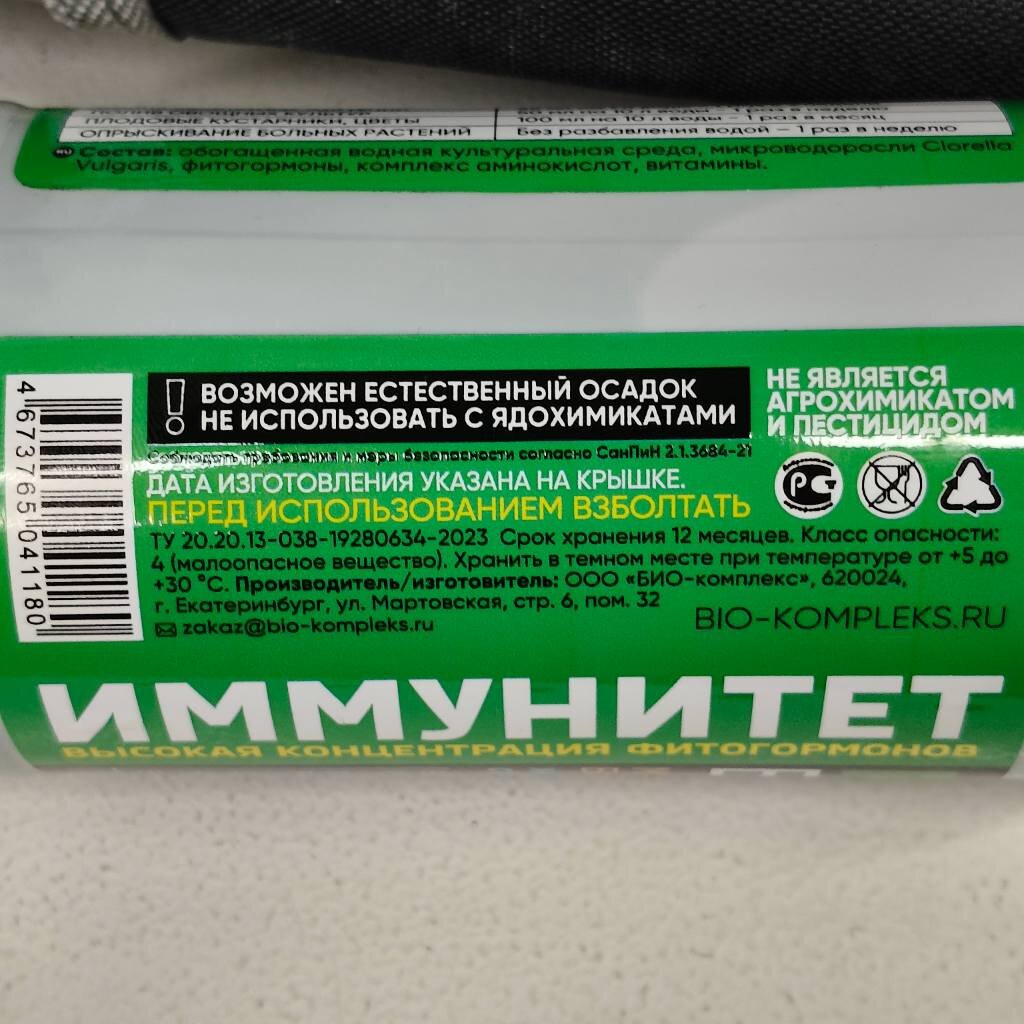 ПЛОДОВЫЕ КУСТАРНИКИ, ЦВЕТЫ 100 мл на 10 л воды – 1 раз в месяц
ОПРЫСКИВАНИЕ БОЛЬНЫХ РАСТЕНИЙ Без разбавления водой – 1 раз в неделю
RU Состав: обогащенная водная культуральная среда, микроводоросли Clorella
Vulgaris, фитогормоны, комплекс аминокислот, витамины.
ВОЗМОЖЕН ЕСТЕСТВЕННЫЙ ОСАДОК
НЕ ИСПОЛЬЗОВАТЬ С ЯДОХИМИКАТАМИ
НЕ ЯВЛЯЕТСЯ
АГРОХИМИКАТОМ
И ПЕСТИЦИДОМ
Соблюдать требования и меры безопасности согласно СанПиН 2.1.3684-21
ДАТА ИЗГОТОВЛЕНИЯ УКАЗАНА НА КРЫШКЕ.
ПЕРЕД ИСПОЛЬЗОВАНИЕМ ВЗБОЛТАТЬ
РСТ
ТУ 20.20.13-038-19280634-2023 Срок хранения 12 месяцев. Класс опасности:
4 (малоопасное вещество). Хранить в темном месте при температуре от +5 до
+30 °С. Производитель/изготовитель: ООО «БИО-комплекс», 620024,
г. Екатеринбург, ул. Мартовская, стр. 6, пом. 32
zakaz@bio-kompleks.ru
BIO-KOMPLEKS.RU
4 673765 041180
ИММУНИТЕТ
ВЫСОКАЯ КОНЦЕНТРАЦИЯ ФИТОГОРМОНОВ